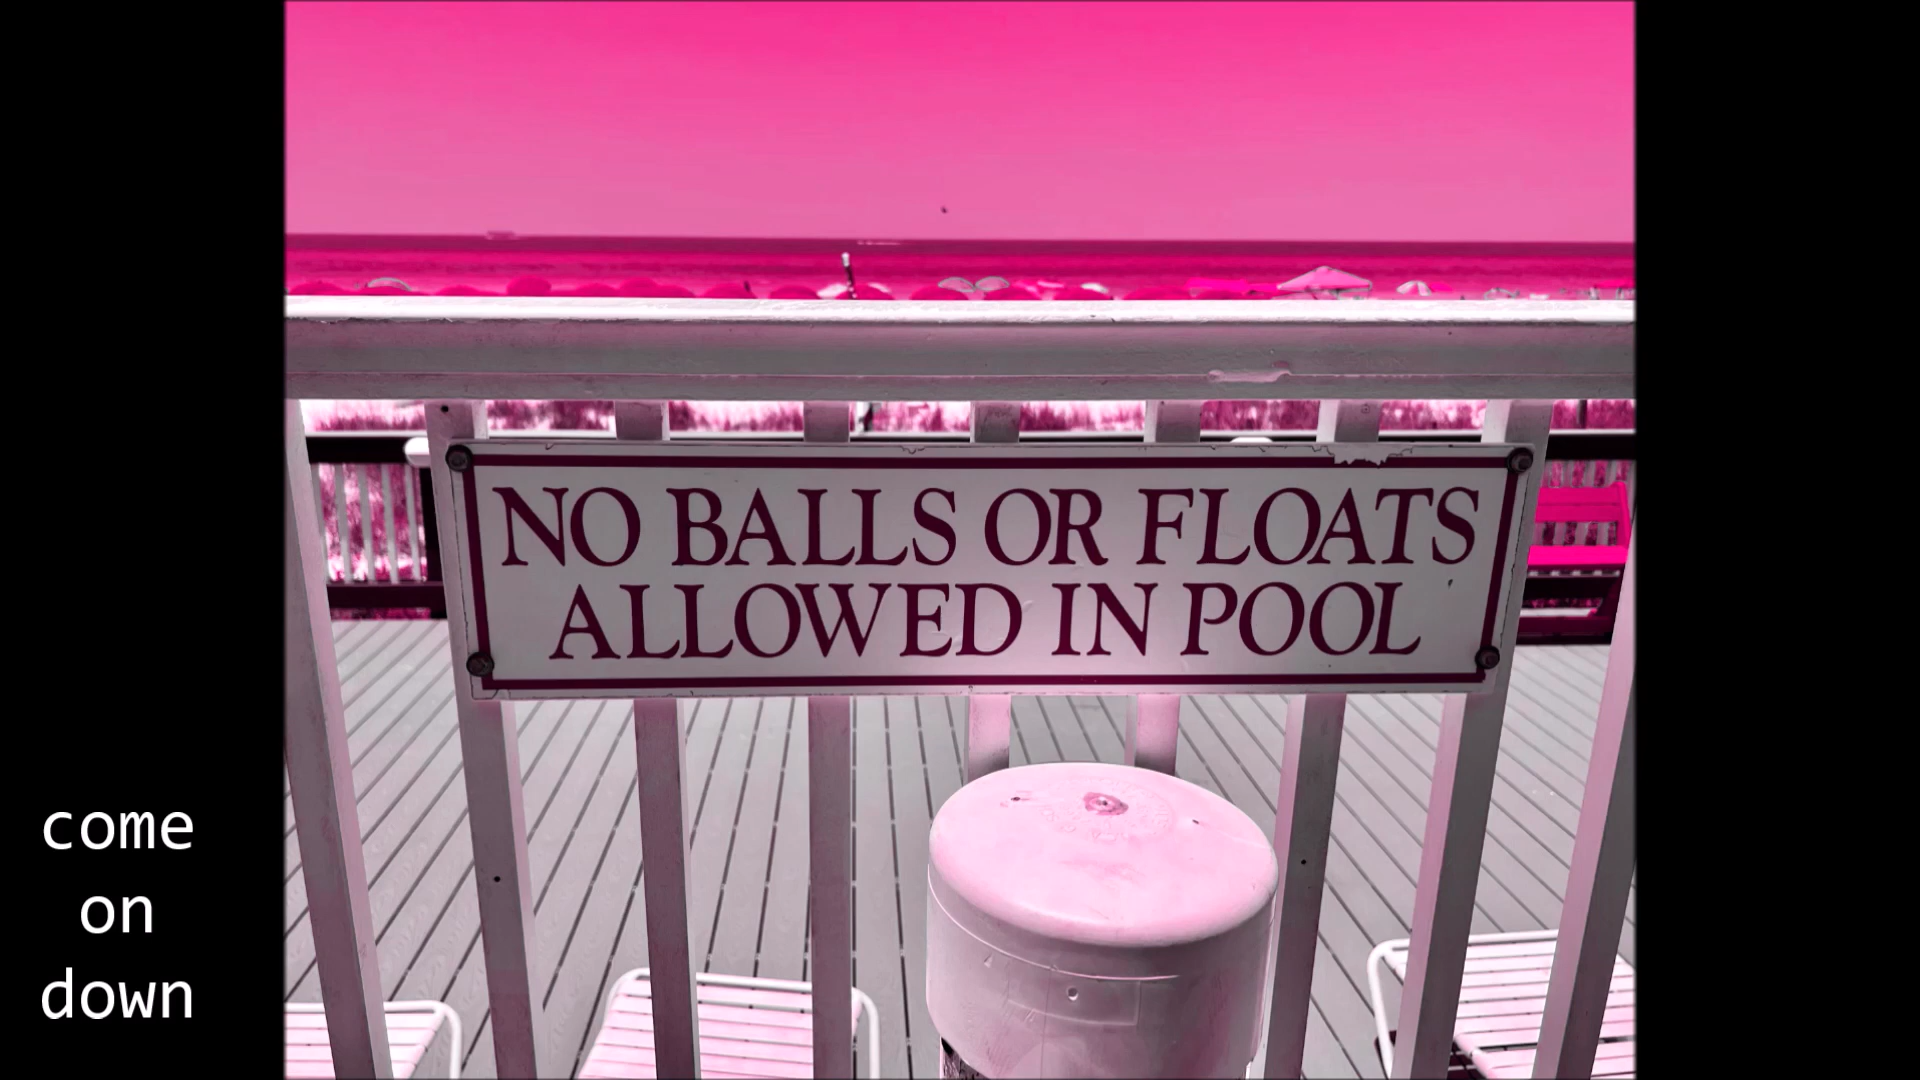 NO BALLS OR FLOATS
ALLOWED IN POOL
come
on
down